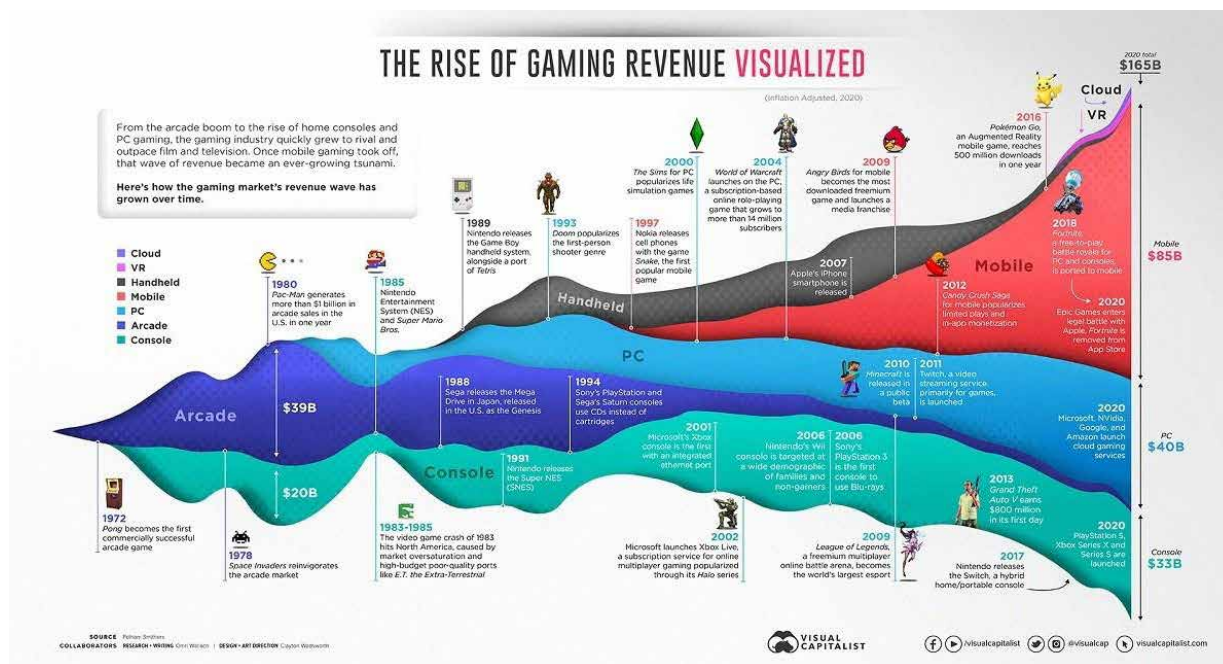 THE RISE OF GAMING REVENUE VISUALIZED
(Inflation Adjusted, 2020)
From the arcade boom to the rise of home consoles and
PC gaming, the gaming industry quickly grew to rival and
outpace film and television. Once mobile gaming took off,
that wave of revenue became an ever-growing tsunami.
Here's how the gaming market's revenue wave has
grown over time.
Cloud
VR
Handheld
Mobile
PC
Arcade
Console
1972
Pong becomes the first
commercially successful
arcade game
1978
Space Invaders reinvigorates
the arcade market
1980
Pac-Man generates
more than $1 billion in
arcade sales in the
U.S. in one year
1985
Nintendo
Entertainment
System (NES)
and Super Mario
Bros.
1983-1985
The video game crash of 1983
hits North America, caused by
market oversaturation and
high-budget poor-quality ports
like E.T. the Extra-Terrestrial
1989
Nintendo releases
the Game Boy
handheld system,
alongside a port
of Tetris
1988
Sega releases the Mega
Drive in Japan, released
in the U.S. as the Genesis
1991
Nintendo releases
the Super NES
(SNES)
1993
Doom popularizes
the first-person
shooter genre
1994
Sony's PlayStation and
Sega's Saturn consoles
use CDs instead of
cartridges
1997
Nokia releases
cell phones
with the game
Snake, the first
popular mobile
game
2000
The Sims for PC
popularizes life
simulation games
2001
Microsoft's Xbox
console is the first
with an integrated
ethernet port
2002
Microsoft launches Xbox Live,
a subscription service for online
multiplayer gaming popularized
through its Halo series
2004
World of Warcraft
launches on the PC,
a subscription-based
online role-playing
game that grows to
more than 14 million
subscribers
2006
Nintendo's Wii
console is targeted at
a wide demographic
of families and
non-gamers
2006
Sony's
PlayStation 3
is the first
console to
use Blu-rays
2007
Apple's iPhone
smartphone is
released
2009
Angry Birds for mobile
becomes the most
downloaded freemium
game and launches a
media franchise
2009
League of Legends,
a freemium multiplayer
online battle arena, becomes
the world's largest esport
2010
Minecraft is
released in
a public
beta
2011
Twitch, a video
streaming service
primarily for games,
is launched
2012
Candy Crush Saga
for mobile popularizes
limited plays and
in-app monetization
2013
Grand Theft
Auto V earns
$800 million
in its first day
2016
Pokémon Go,
an Augmented Reality
mobile game, reaches
500 million downloads
in one year
2017
Nintendo releases
the Switch, a hybrid
home/portable console
2018
Fortnite
a free-to-play
battle royale for
PC and consoles,
is ported to mobile
2020
Epic Games enters
legal battle with
Apple, Fortnite is
removed from
App Store
2020
Microsoft, NVidia,
Google, and
Amazon launch
cloud gaming
services
2020
PlayStation 5,
Xbox Series X and
Series S are
launched
Arcade
$39B
$20B
Console
Handheld
PC
Mobile
Cloud
VR
2020 total
$165B
Mobile
$85B
PC
$40B
Console
$33B
SOURCE Pelham Smithers
COLLABORATORS RESEARCH + WRITING Omri Wallach | DESIGN + ART DIRECTION Clayton Wadsworth
VISUAL
CAPITALIST
/visualcapitalist
@visualcap
visualcapitalist.com